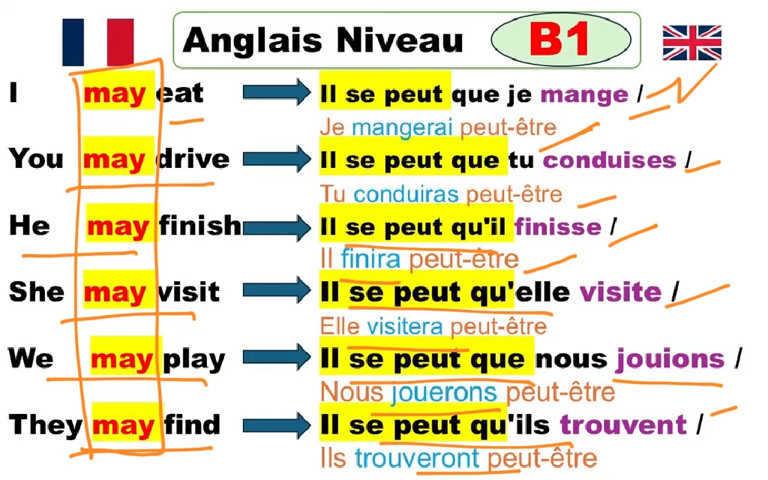 Anglais Niveau B1
I may eat Il se peut que je mange /
Je mangerai peut-être
You may drive Il se peut que tu conduises /
Tu conduiras peut-être
He may finish Il se peut qu'il finisse /
Il finira peut-être
She may visit Il se peut qu'elle visite /
Elle visitera peut-être
We may play Il se peut que nous jouions /
Nous jouerons peut-être
They may find Il se peut qu'ils trouvent /
Ils trouveront peut-être